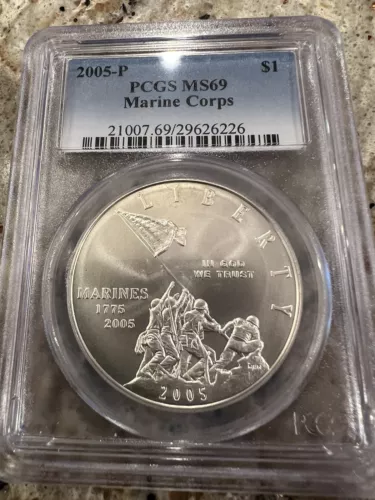 2005-P $1
PCGS MS69
Marine Corps
21007.69/29626226
LIBERTY
IN GOD
WE TRUST
MARINES
1775
2005
2005